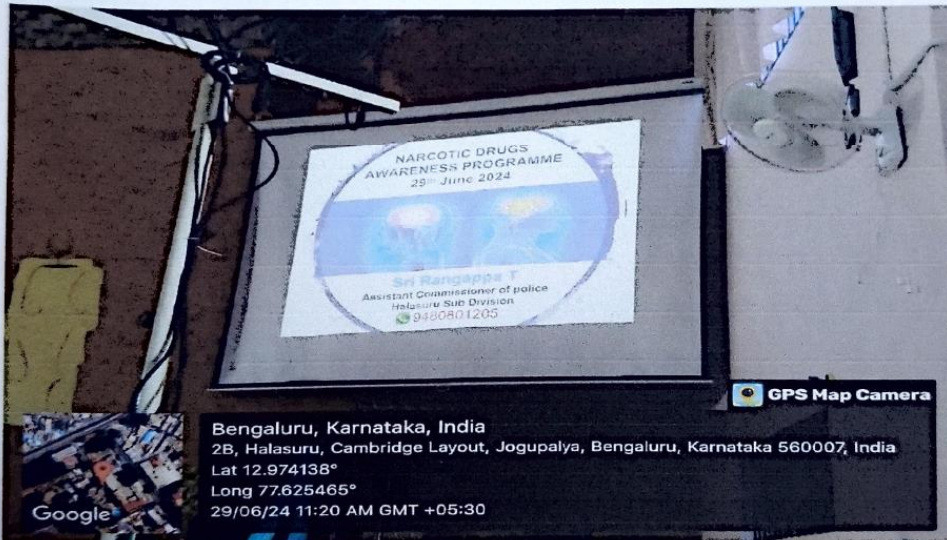 NARCOTIC DRUGS
AWARENESS PROGRAMME
29th June 2024
Sri Rangappa T
Assistant Commissioner of police
Halasuru Sub Division
9480801205
GPS Map Camera
Bengaluru, Karnataka, India
2B, Halasuru, Cambridge Layout, Jogupalya, Bengaluru, Karnataka 560007, India
Lat 12.974138°
Long 77.625465°
29/06/24 11:20 AM GMT +05:30
Google